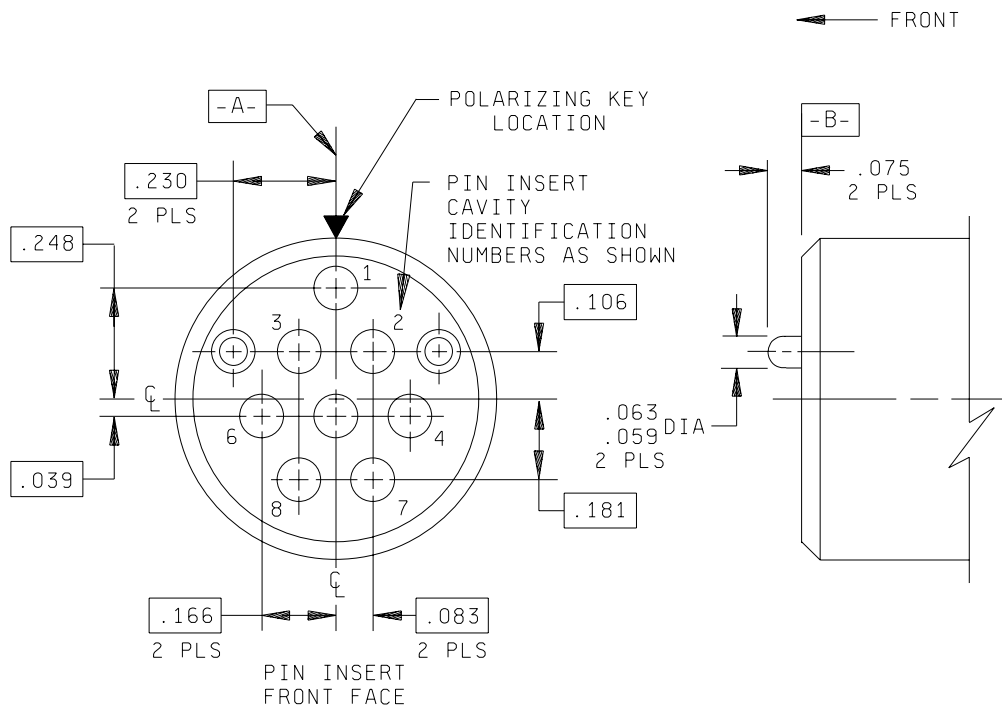 FRONT
-A-
POLARIZING KEY
LOCATION
-B-
.230
2 PLS
.075
2 PLS
PIN INSERT
CAVITY
IDENTIFICATION
NUMBERS AS SHOWN
.248
1
.106
3
2
℄
.063
.059 DIA
2 PLS
6
4
.039
8
7
.181
℄
.166
2 PLS
.083
2 PLS
PIN INSERT
FRONT FACE